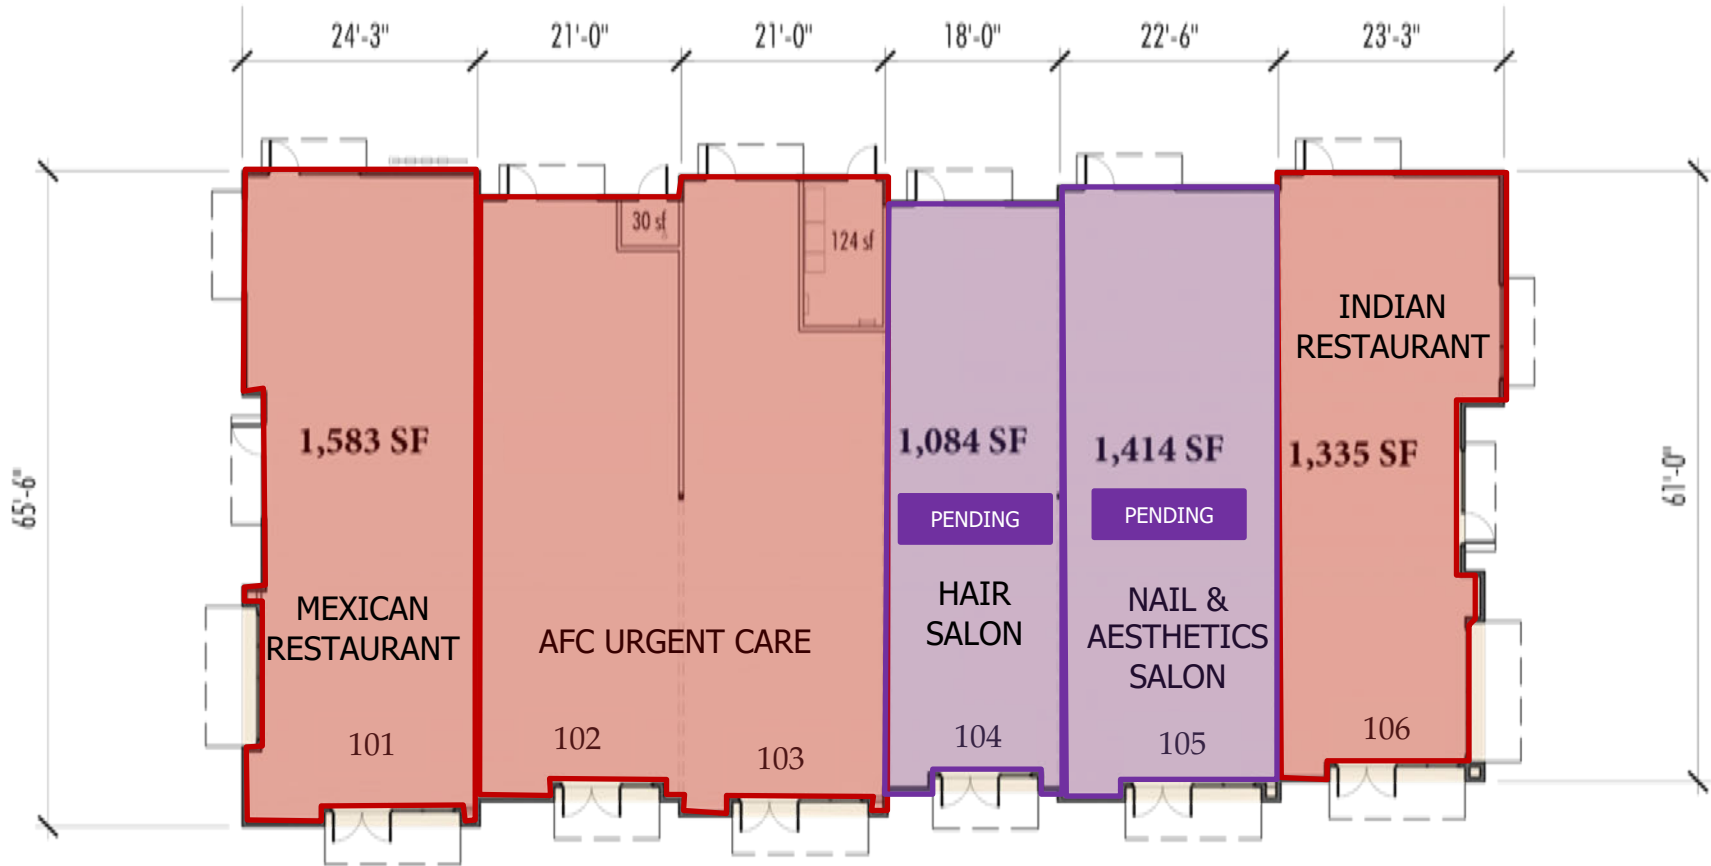 24'-3"
21'-0"
21'-0"
18'-0"
22'-6"
23'-3"
30 sf
124 sf
INDIAN
RESTAURANT
1,583 SF
1,084 SF
1,414 SF
1,335 SF
65'-6"
61'-0"
PENDING
PENDING
MEXICAN
RESTAURANT
AFC URGENT CARE
HAIR
SALON
NAIL &
AESTHETICS
SALON
101
102
103
104
105
106